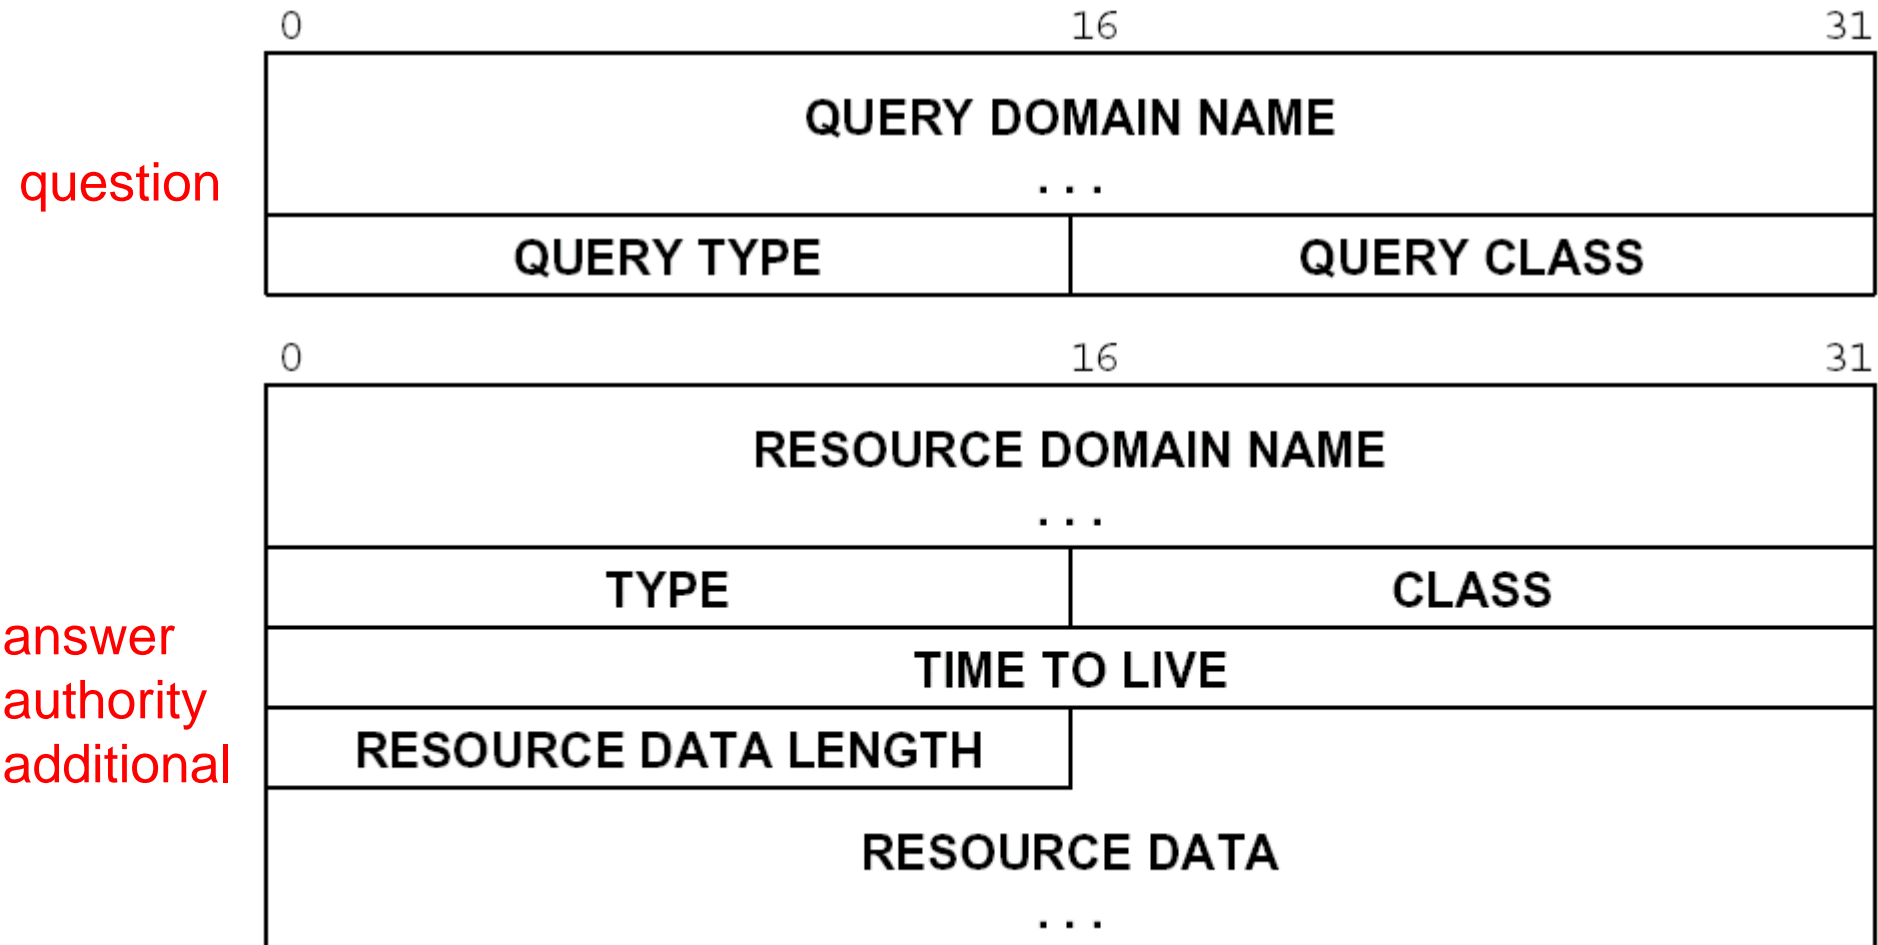 0 16 31
QUERY DOMAIN NAME
. . .
question
QUERY TYPE QUERY CLASS
0 16 31
RESOURCE DOMAIN NAME
. . .
TYPE CLASS
answer
authority
additional
TIME TO LIVE
RESOURCE DATA LENGTH
RESOURCE DATA
. . .